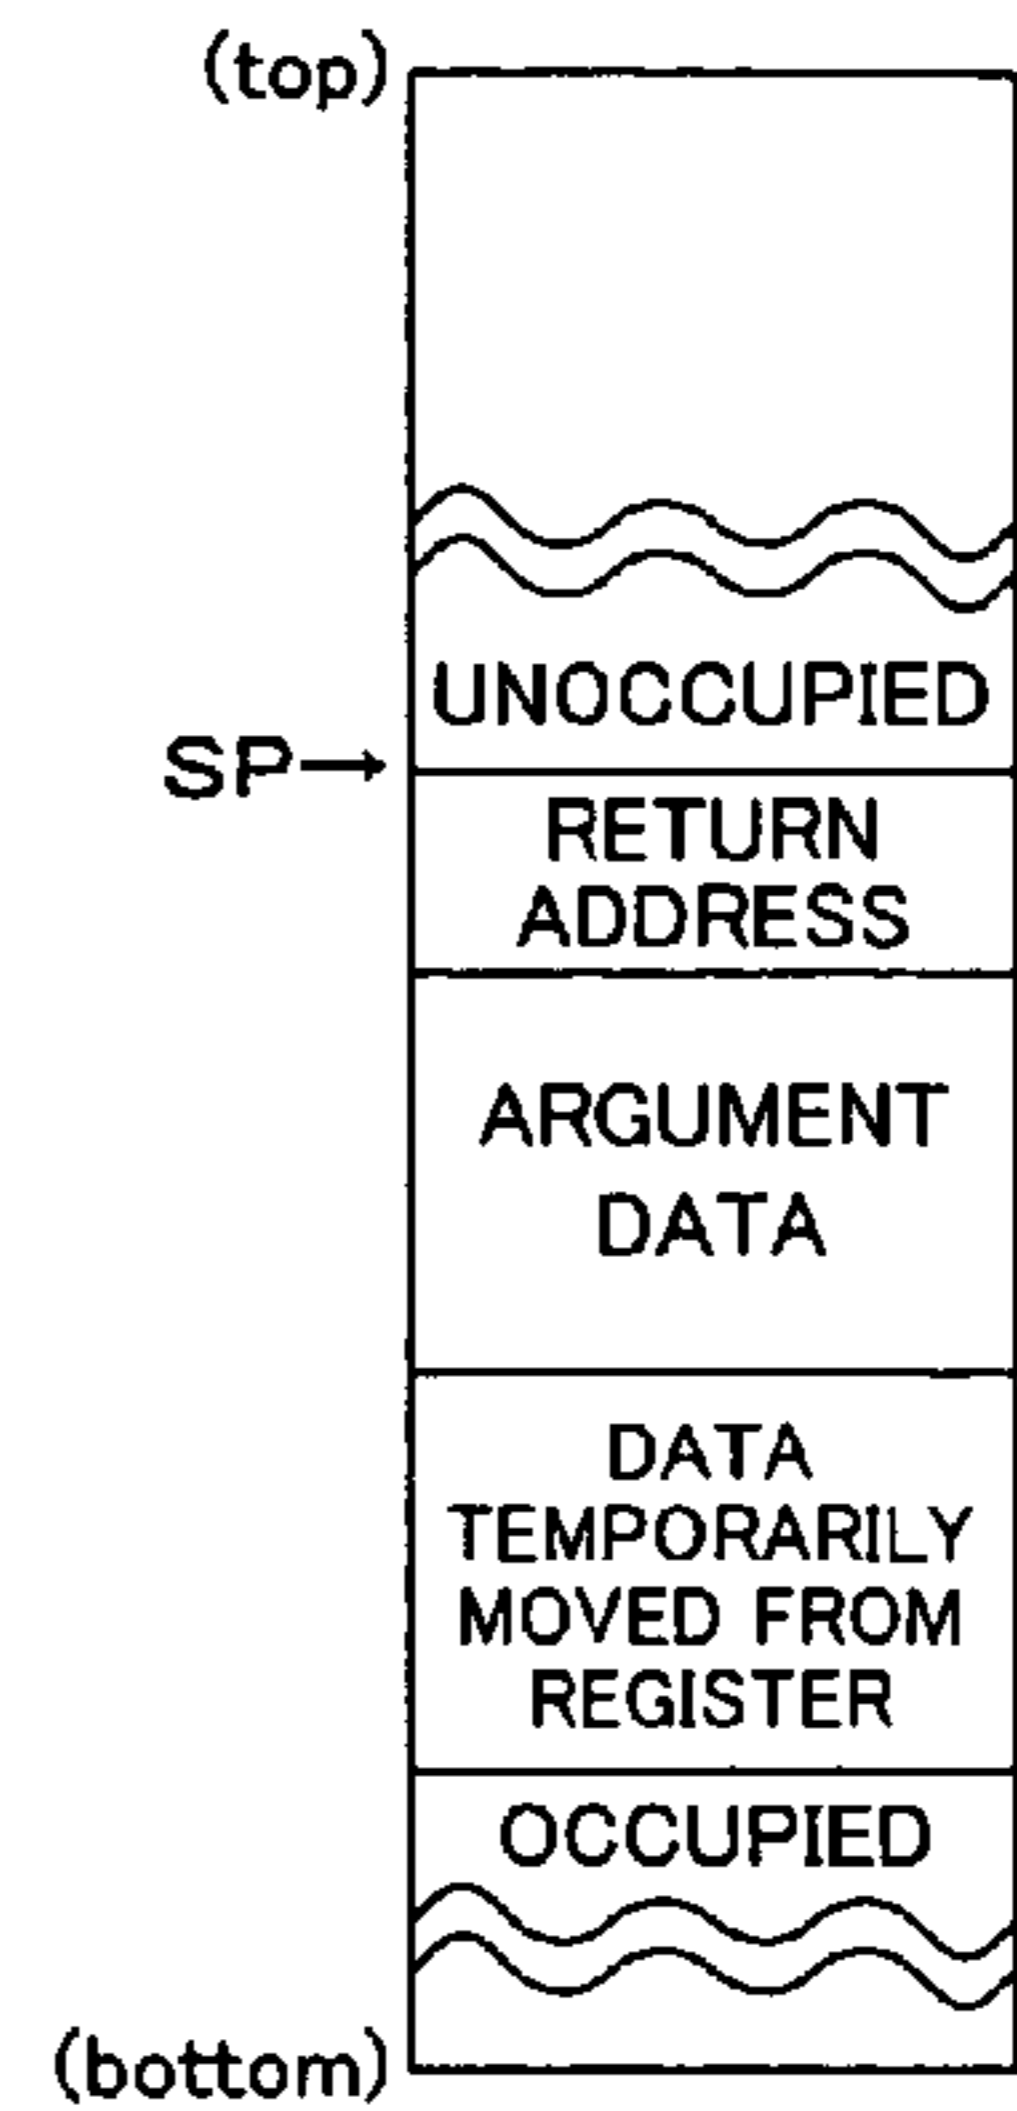 (top)
UNOCCUPIED
SP→
RETURN
ADDRESS
ARGUMENT
DATA
DATA
TEMPORARILY
MOVED FROM
REGISTER
OCCUPIED
(bottom)